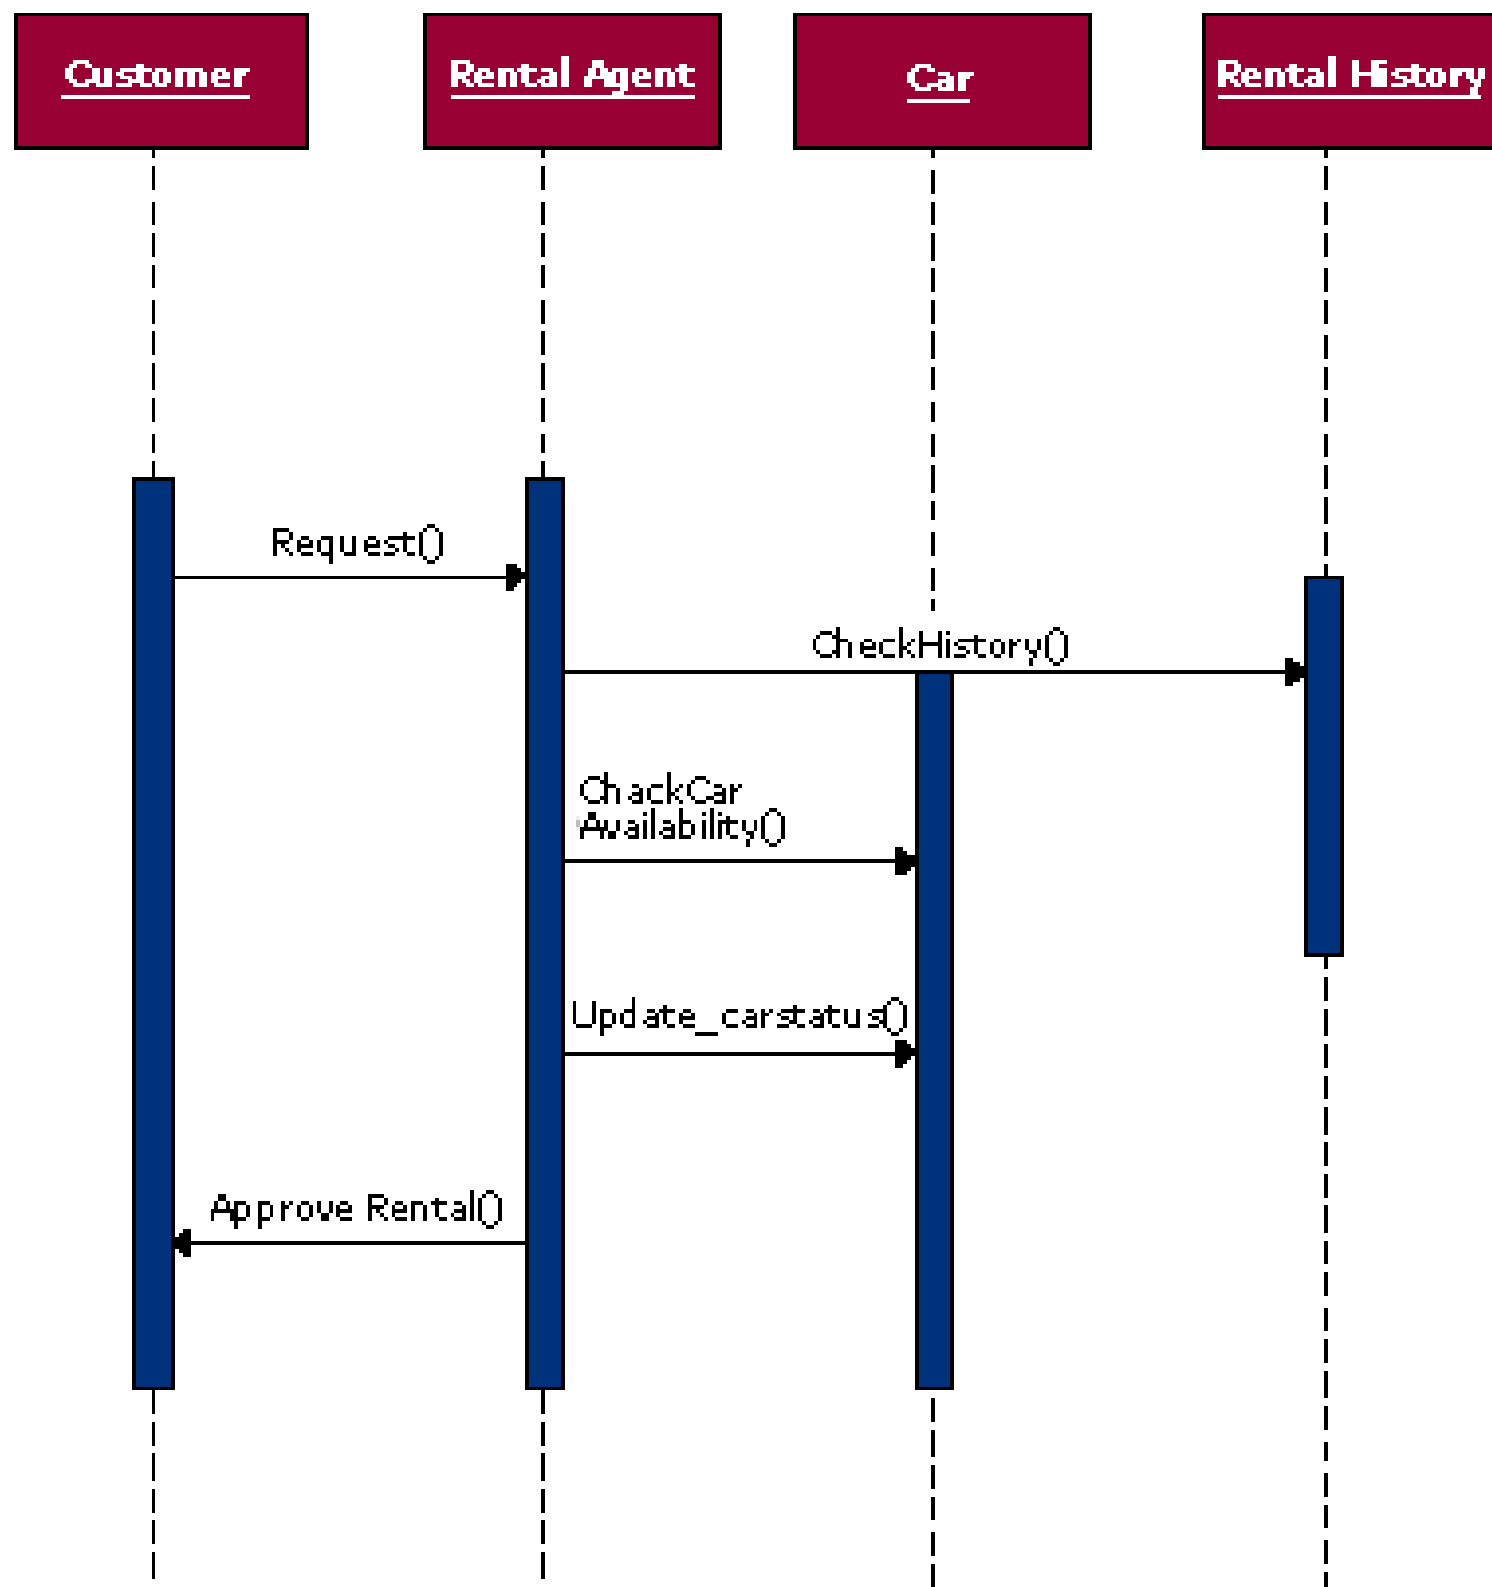 Customer
Rental Agent
Car
Rental History
Request()
CheckHistory()
ChackCar
Availability()
Update_carstatus()
Approve Rental()